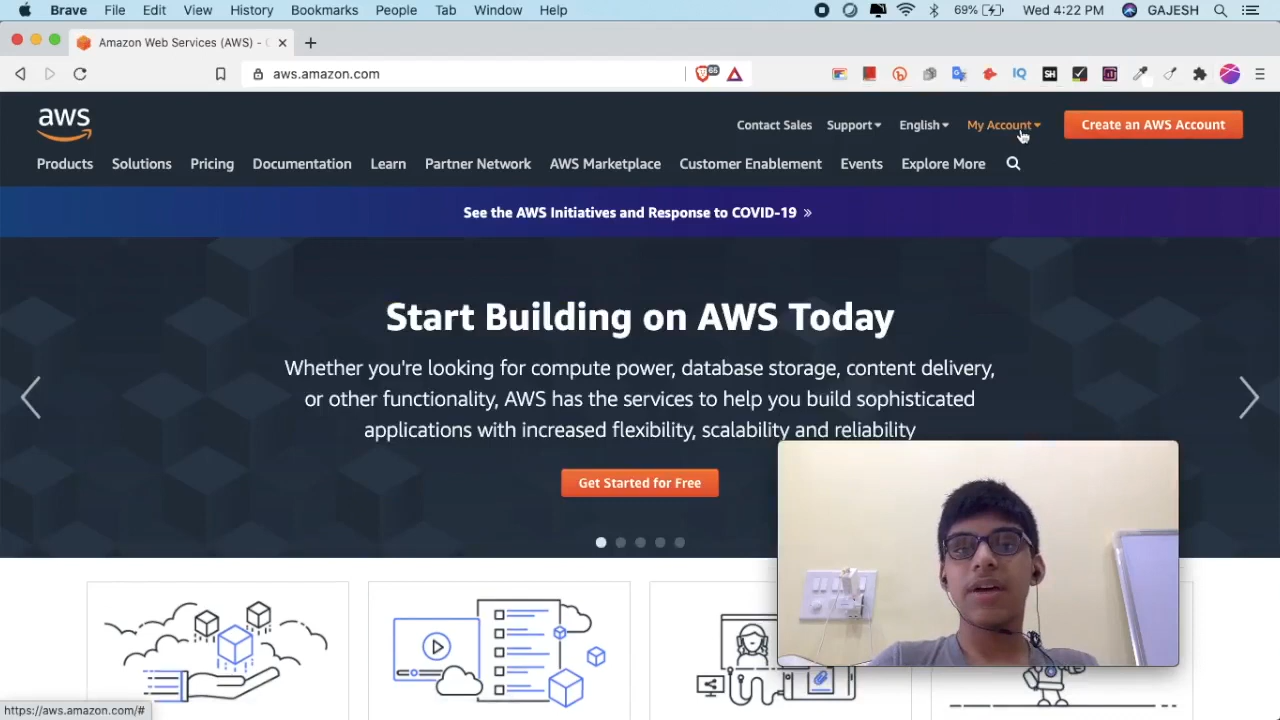 Brave File Edit View History Bookmarks People Tab Window Help 69% Wed 4:22 PM GAJESH
Amazon Web Services (AWS) - C
aws.amazon.com 65 IQ SH
aws
Contact Sales Support English My Account Create an AWS Account
Products Solutions Pricing Documentation Learn Partner Network AWS Marketplace Customer Enablement Events Explore More
See the AWS Initiatives and Response to COVID-19 »
Start Building on AWS Today
Whether you're looking for compute power, database storage, content delivery,
or other functionality, AWS has the services to help you build sophisticated
applications with increased flexibility, scalability and reliability
Get Started for Free
https://aws.amazon.com/#